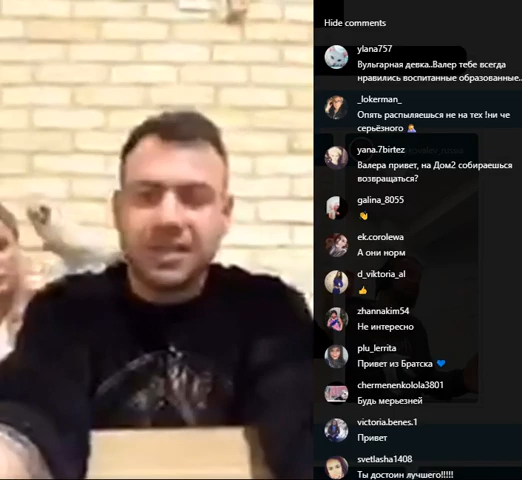 Hide comments
ylana757
Вульгарная девка..Валер тебе всегда
нравились воспитанные образованные..
_lokerman_
Опять распыляешься не на тех !ни че
серьёзного 🤷‍♀️
yana.7birtez
Валера привет, на Дом2 собираешься
возвращаться?
galina_8055
👏
ek.corolewa
А они норм
d_viktoria_al
👍
zhannakim54
Не интересно
plu_lerrita
Привет из Братска 💙
chermenenkolola3801
Будь мерьезней
victoria.benes.1
Привет
svetlasha1408
Ты достоин лучшего!!!!!